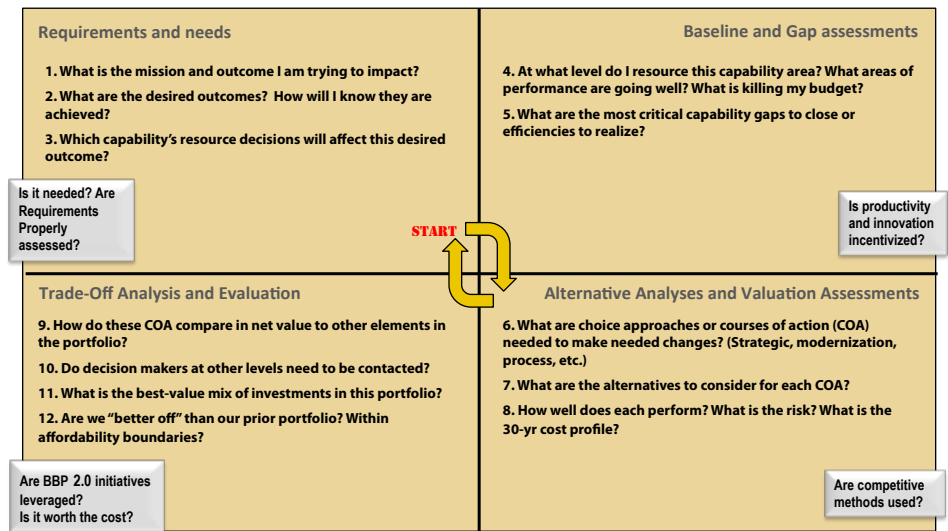 Requirements and needs
1. What is the mission and outcome I am trying to impact?
2. What are the desired outcomes? How will I know they are
achieved?
3. Which capability's resource decisions will affect this desired
outcome?
Is it needed? Are
Requirements
Properly
assessed?
Baseline and Gap assessments
4. At what level do I resource this capability area? What areas of
performance are going well? What is killing my budget?
5. What are the most critical capability gaps to close or
efficiencies to realize?
Is productivity
and innovation
incentivized?
START
Alternative Analyses and Valuation Assessments
6. What are choice approaches or courses of action (COA)
needed to make needed changes? (Strategic, modernization,
process, etc.)
7. What are the alternatives to consider for each COA?
8. How well does each perform? What is the risk? What is the
30-yr cost profile?
Are competitive
methods used?
Trade-Off Analysis and Evaluation
9. How do these COA compare in net value to other elements in
the portfolio?
10. Do decision makers at other levels need to be contacted?
11. What is the best-value mix of investments in this portfolio?
12. Are we “better off” than our prior portfolio? Within
affordability boundaries?
Are BBP 2.0 initiatives
leveraged?
Is it worth the cost?